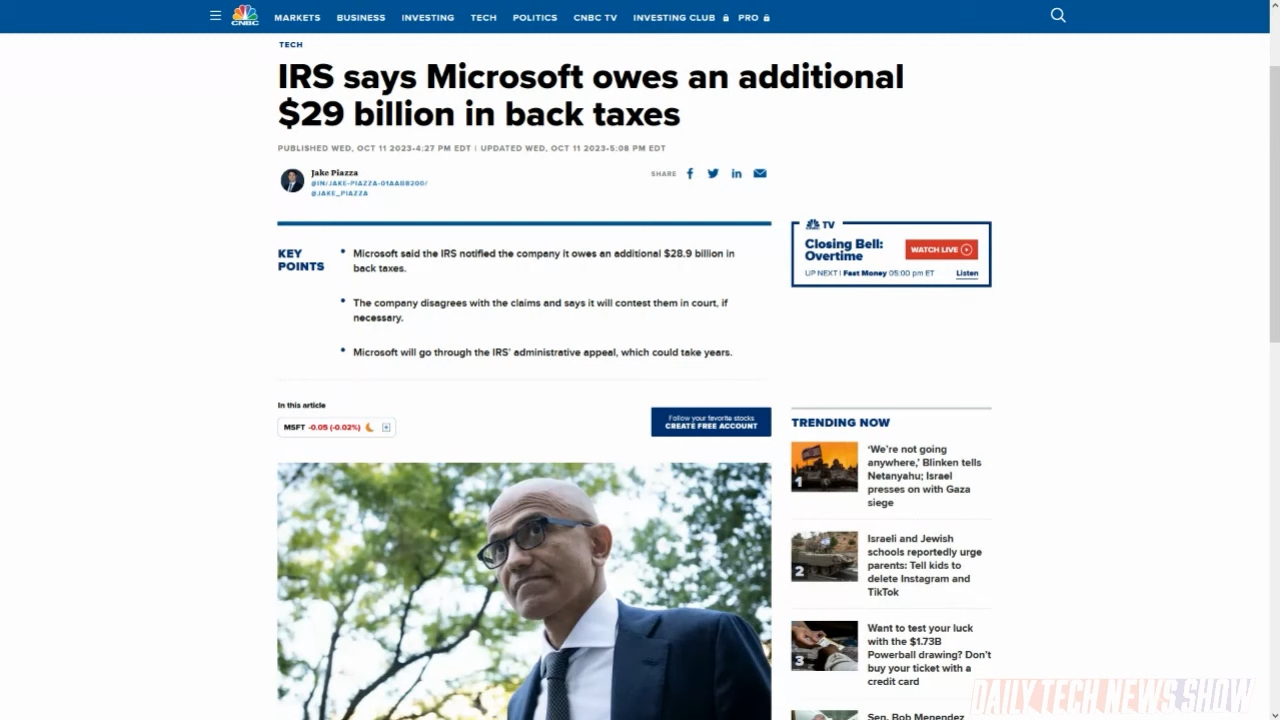 CNBC
MARKETS
BUSINESS
INVESTING
TECH
POLITICS
CNBC TV
INVESTING CLUB
PRO
TECH
IRS says Microsoft owes an additional
$29 billion in back taxes
PUBLISHED WED, OCT 11 2023-4:27 PM EDT | UPDATED WED, OCT 11 2023-5:08 PM EDT
Jake Piazza
@IN/JAKE-PIAZZA-01AA08200/
@JAKE_PIAZZA
SHARE
KEY
POINTS
Microsoft said the IRS notified the company it owes an additional $28.9 billion in
back taxes.
The company disagrees with the claims and says it will contest them in court, if
necessary.
Microsoft will go through the IRS' administrative appeal, which could take years.
TV
Closing Bell:
Overtime
WATCH LIVE
UP NEXT | Fast Money 05:00 pm ET
Listen
In this article
MSFT -0.05 (-0.02%)
Follow your favorite stocks
CREATE FREE ACCOUNT
TRENDING NOW
1
‘We’re not going
anywhere,’ Blinken tells
Netanyahu; Israel
presses on with Gaza
siege
2
Israeli and Jewish
schools reportedly urge
parents: Tell kids to
delete Instagram and
TikTok
3
Want to test your luck
with the $1.73B
Powerball drawing? Don’t
buy your ticket with a
credit card
Sen. Bob Menendez
DAILY TECH NEWS SHOW